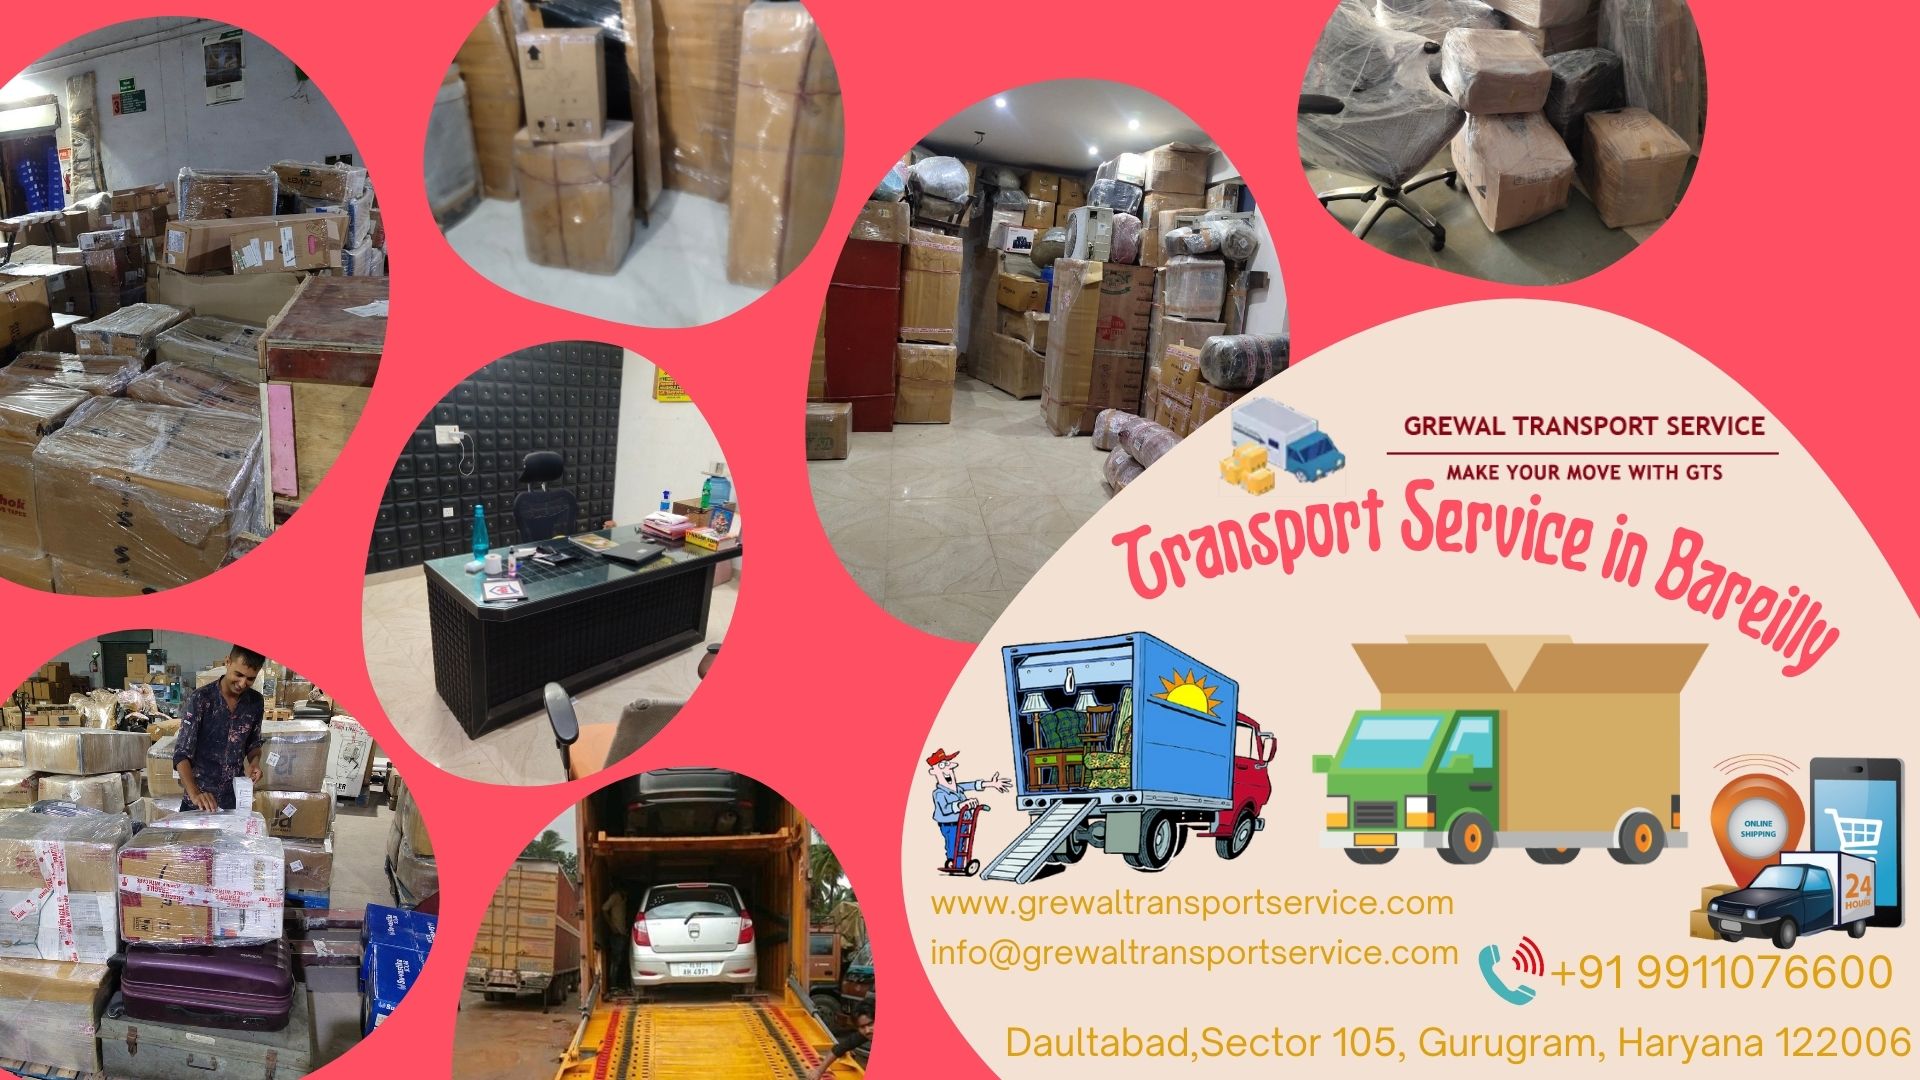 GREWAL TRANSPORT SERVICE
MAKE YOUR MOVE WITH GTS
Transport Service in Bareilly
ONLINE
SHIPPING
24
HOURS
www.grewaltransportservice.com
info@grewaltransportservice.com
+91 9911076600
Daultabad,Sector 105, Gurugram, Haryana 122006